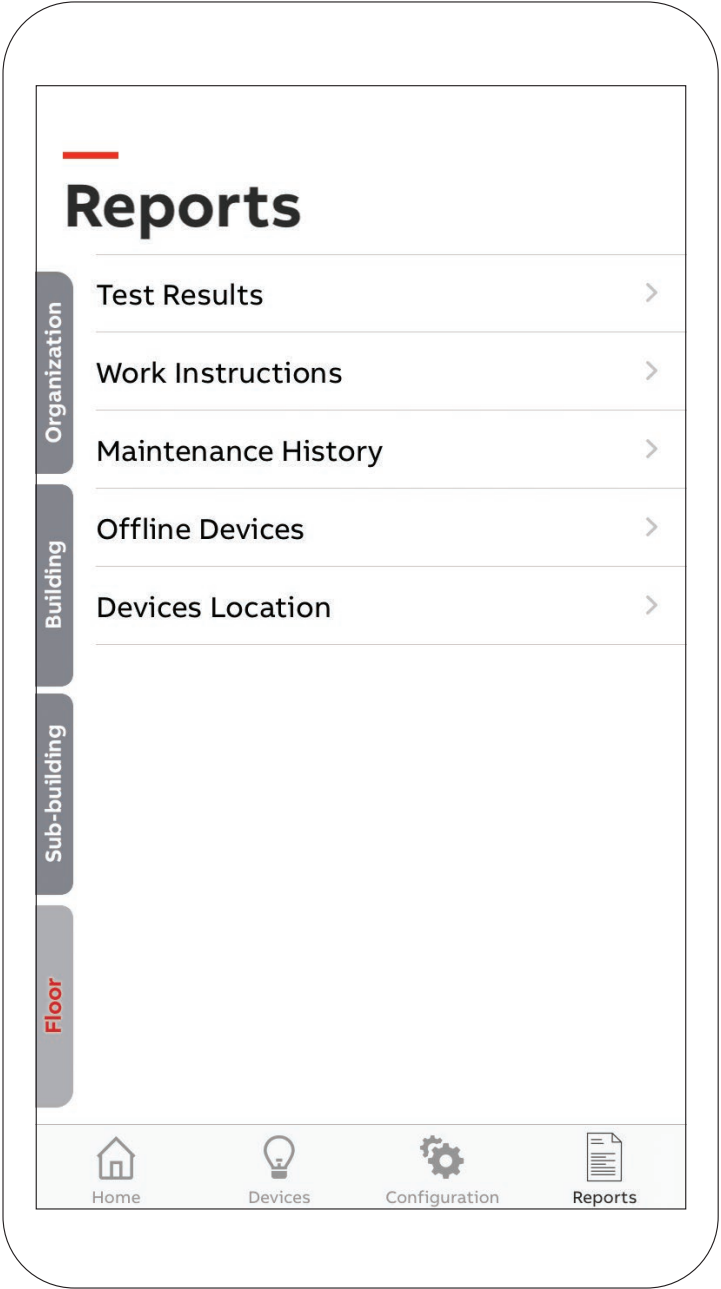 Reports
Test Results
Work Instructions
Maintenance History
Offline Devices
Devices Location
Organization
Building
Sub-building
Floor
Home
Devices
Configuration
Reports